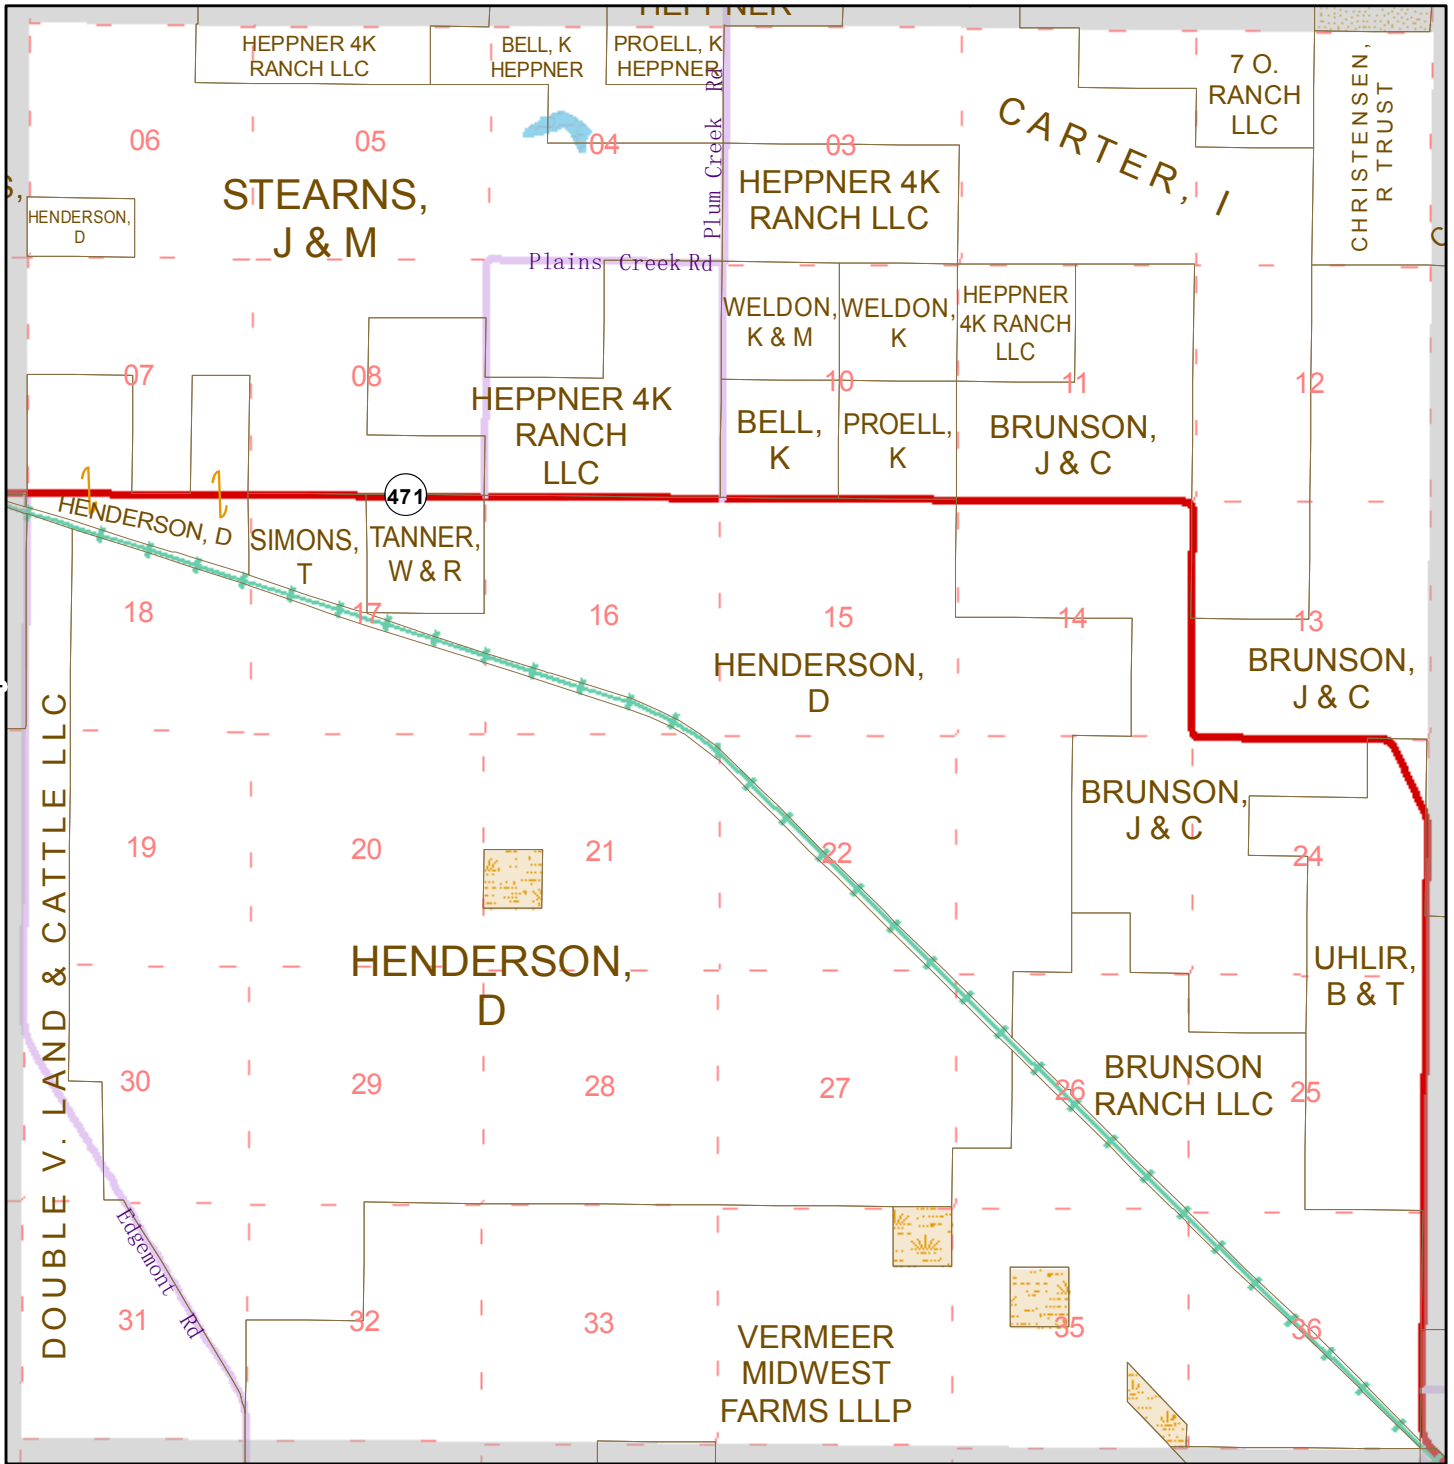 HEPPNER
HEPPNER 4K
RANCH LLC
BELL, K
HEPPNER
PROELL, K
HEPPNER
7 O.
RANCH
LLC
CHRISTENSEN,
R TRUST
CARTER, I
06
05
04
03
Plum Creek Rd
STEARNS,
J & M
HEPPNER 4K
RANCH LLC
HENDERSON,
D
S,
C
Plains Creek Rd
WELDON,
K & M
WELDON,
K
HEPPNER
4K RANCH
LLC
07
08
10
11
12
HEPPNER 4K
RANCH
LLC
BELL,
K
PROELL,
K
BRUNSON,
J & C
471
HENDERSON, D
SIMONS,
T
TANNER,
W & R
18
17
16
15
14
13
HENDERSON,
D
BRUNSON,
J & C
DOUBLE V. LAND & CATTLE LLC
BRUNSON,
J & C
19
20
21
22
24
HENDERSON,
D
UHLIR,
B & T
30
29
28
27
26
25
BRUNSON
RANCH LLC
Edgemont Rd
31
32
33
35
36
VERMEER
MIDWEST
FARMS LLLP